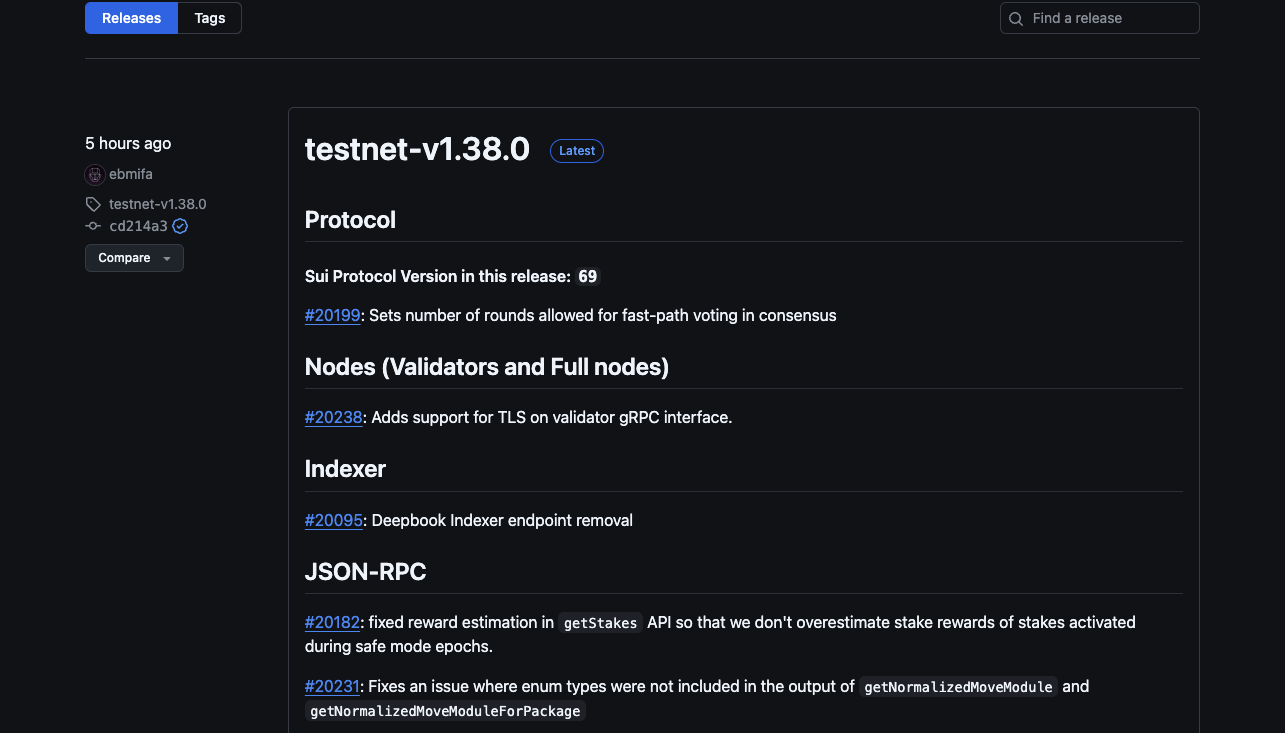 Releases
Tags
Find a release
5 hours ago
ebmifa
testnet-v1.38.0
cd214a3
Compare
testnet-v1.38.0
Latest
Protocol
Sui Protocol Version in this release: 69
#20199: Sets number of rounds allowed for fast-path voting in consensus
Nodes (Validators and Full nodes)
#20238: Adds support for TLS on validator gRPC interface.
Indexer
#20095: Deepbook Indexer endpoint removal
JSON-RPC
#20182: fixed reward estimation in getStakes API so that we don't overestimate stake rewards of stakes activated
during safe mode epochs.
#20231: Fixes an issue where enum types were not included in the output of getNormalizedMoveModule and
getNormalizedMoveModuleForPackage